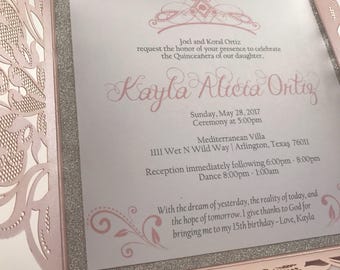 Joel and Koral Ortiz
request the honor of your presence to celebrate
the Quinceañera of our daughter.
Kayla Alicia Ortiz
Sunday, May 28, 2017
Ceremony at 5:00pm
Mediterranean Villa
1111 Wet N Wild Way | Arlington, Texas 76011
Reception immediately following 6:00pm - 8:00pm
Dance 8:00pm - 1:00am
With the dream of yesterday, the reality of today, and
the hope of tomorrow. I give thanks to God for
bringing me to my 15th birthday - Love, Kayla